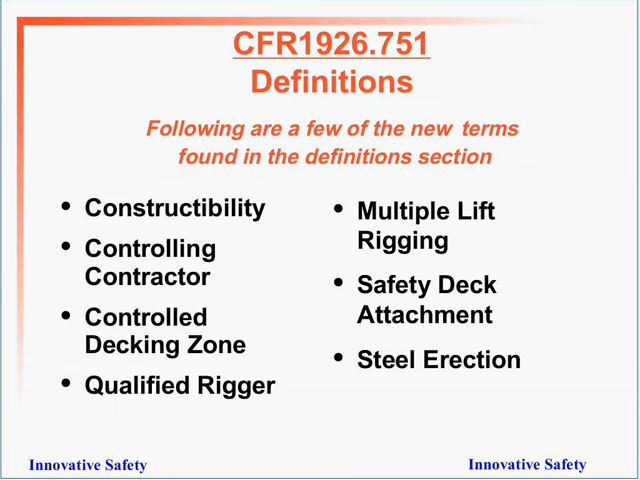 CFR1926.751
Definitions
Following are a few of the new terms
found in the definitions section
• Constructibility
• Controlling
Contractor
• Controlled
Decking Zone
• Qualified Rigger
• Multiple Lift
Rigging
• Safety Deck
Attachment
• Steel Erection
Innovative Safety
Innovative Safety